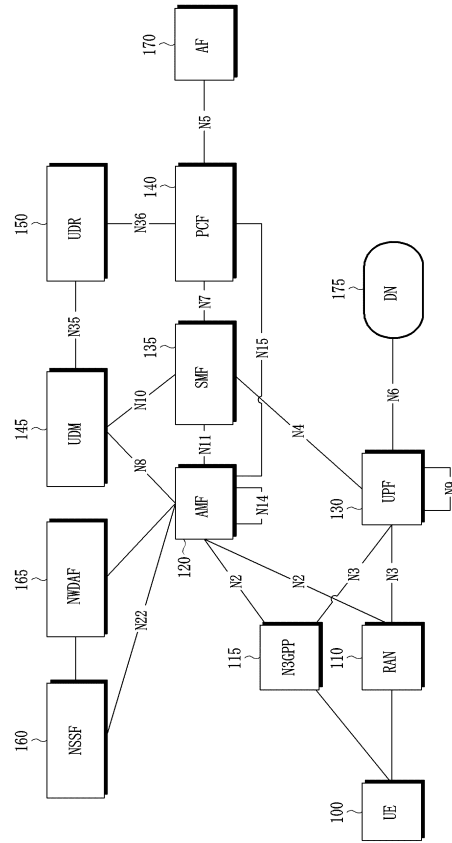 160
NSSF
165
NWDAF
145
UDM
N35
150
UDR
N22
N8
N10
N36
120
AMF
N11
135
SMF
N7
140
PCF
N5
170
AF
N14
N15
N2
N2
N4
115
N3GPP
N3
175
DN
100
UE
110
RAN
N3
130
UPF
N6
N9